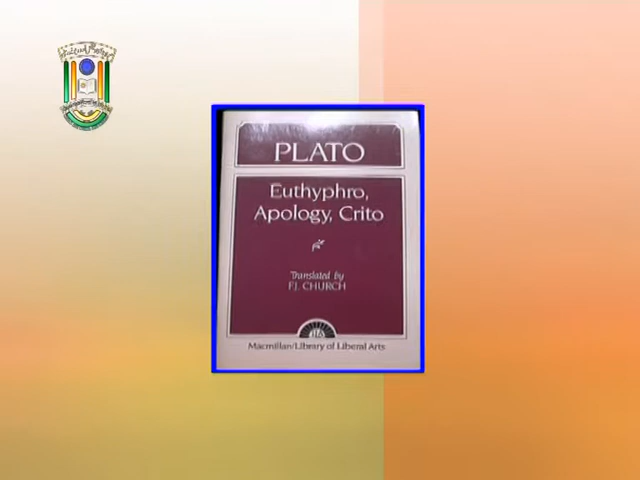 PLATO
Euthyphro,
Apology, Crito
Translated by
F.J. CHURCH
Macmillan/Library of Liberal Arts